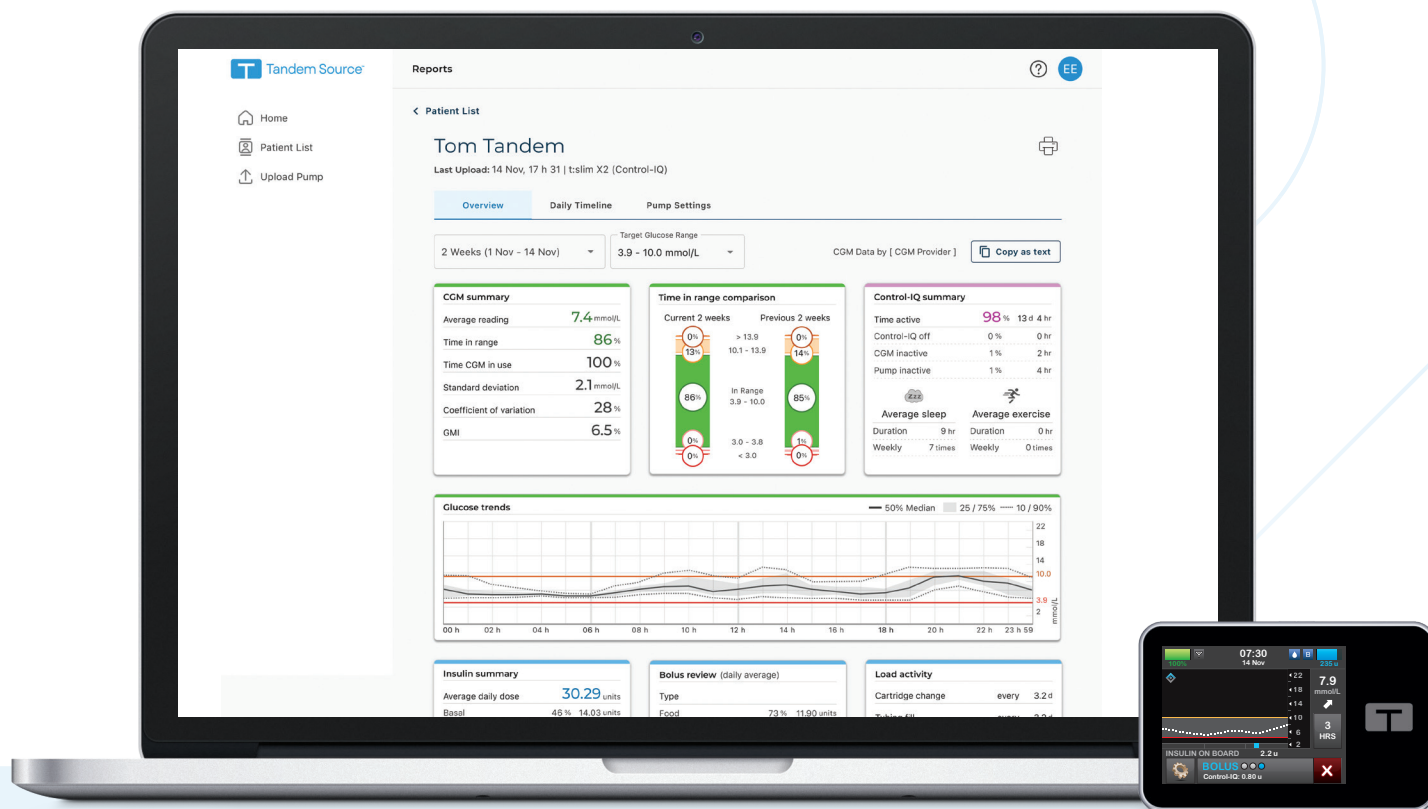 Tandem Source
Reports
EE
Home
Patient List
Upload Pump
Patient List
Tom Tandem
Last Upload: 14 Nov, 17 h 31 | t:slim X2 (Control-IQ)
Overview Daily Timeline Pump Settings
2 Weeks (1 Nov - 14 Nov)
Target Glucose Range
3.9 - 10.0 mmol/L
CGM Data by [ CGM Provider ]
Copy as text
CGM summary
Average reading 7.4 mmol/L
Time in range 86 %
Time CGM in use 100 %
Standard deviation 2.1 mmol/L
Coefficient of variation 28 %
GMI 6.5 %
Time in range comparison
Current 2 weeks Previous 2 weeks
0% > 13.9 0%
13% 10.1 - 13.9 14%
86% In Range 85%
3.9 - 10.0
0% 3.0 - 3.8 1%
0% < 3.0 0%
Control-IQ summary
Time active 98 % 13 d 4 hr
Control-IQ off 0 % 0 hr
CGM inactive 1 % 2 hr
Pump inactive 1 % 4 hr
zzz
Average sleep Average exercise
Duration 9 hr Duration 0 hr
Weekly 7 times Weekly 0 times
Glucose trends
50% Median 25 / 75% 10 / 90%
22
18
14
10.0
3.9
2
mmol/L
00 h 02 h 04 h 06 h 08 h 10 h 12 h 14 h 16 h 18 h 20 h 22 h 23 h 59
Insulin summary
Average daily dose 30.29 units
Basal 46 % 14.03 units
Bolus review (daily average)
Type
Food 73 % 11.90 units
Load activity
Cartridge change every 3.2 d
Tubing fill every 3.2 d
100%
07:30
14 Nov
B
235 u
22
18
14
10
6
2
7.9
mmol/L
3
HRS
INSULIN ON BOARD 2.2 u
BOLUS
Control-IQ: 0.80 u
X